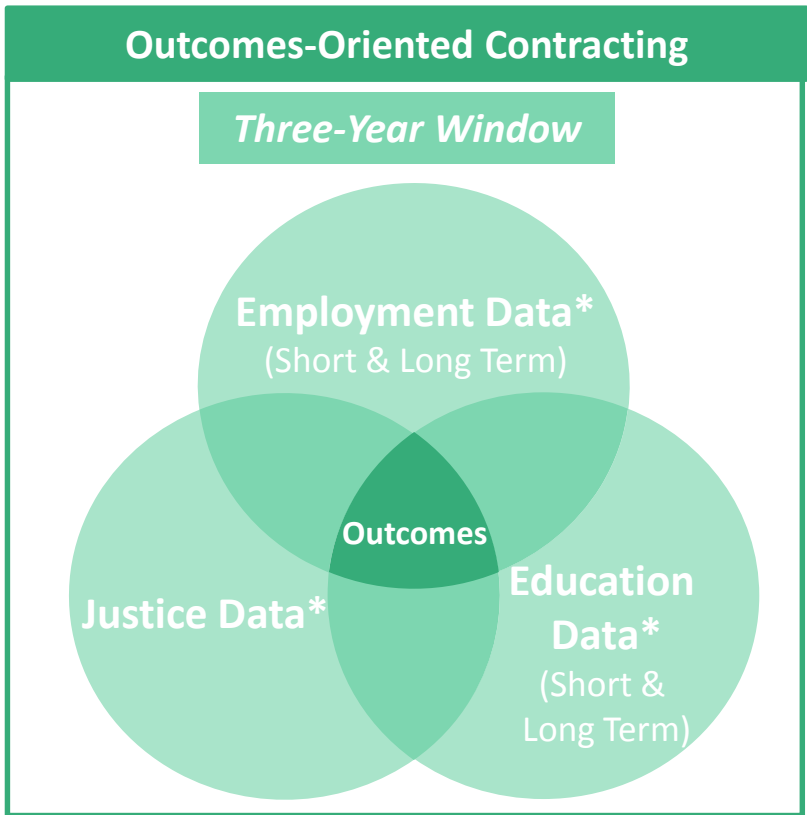 Outcomes-Oriented Contracting
Three-Year Window
Employment Data*
(Short & Long Term)
Outcomes
Justice Data*
Education
Data*
(Short &
Long Term)